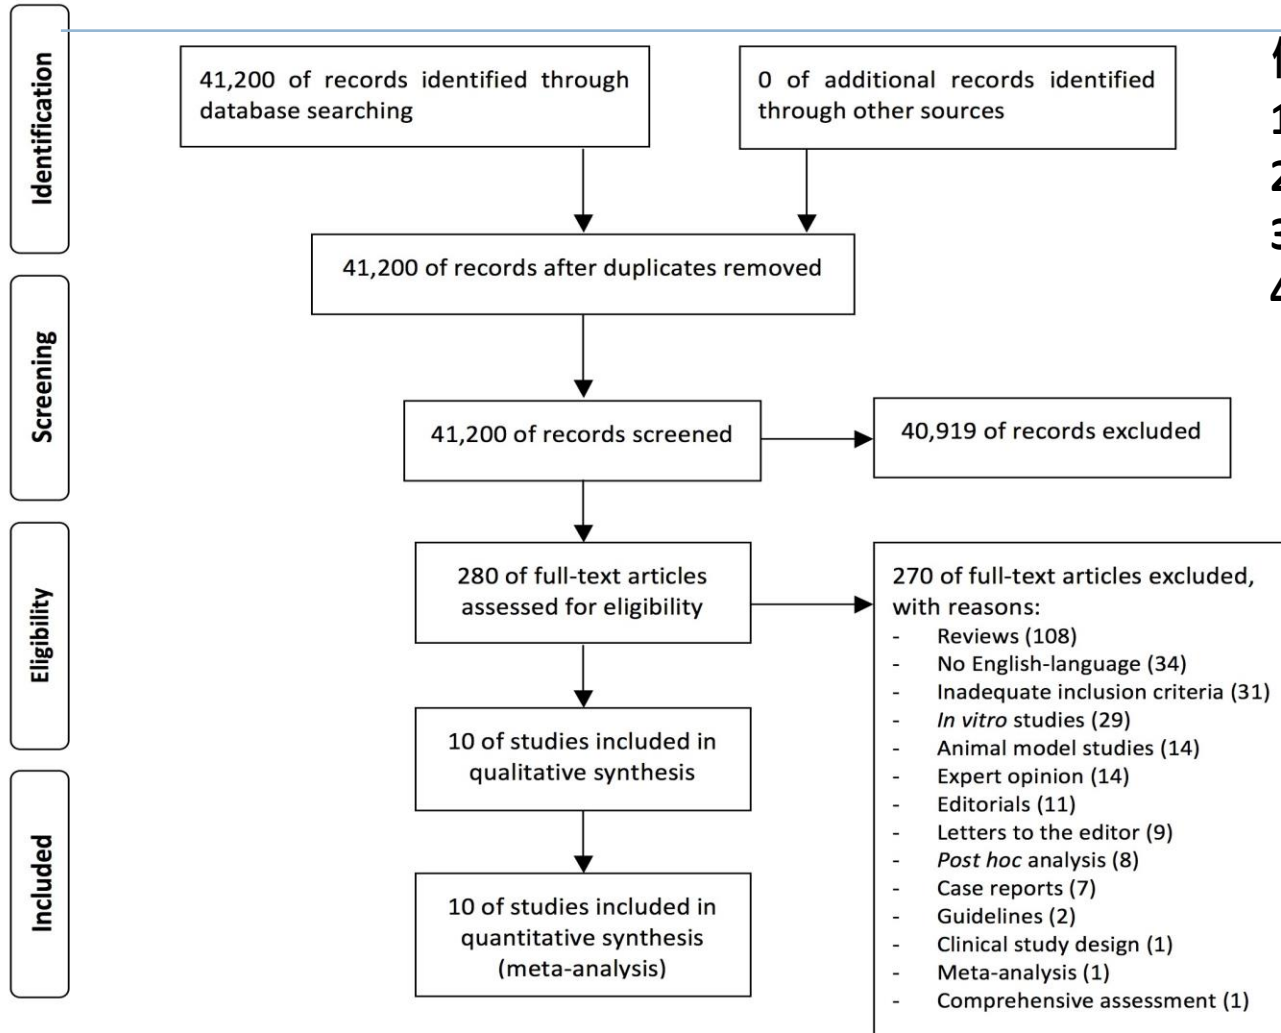 Identification
41,200 of records identified through
database searching
0 of additional records identified
through other sources
1
2
3
4
41,200 of records after duplicates removed
Screening
41,200 of records screened
40,919 of records excluded
Eligibility
280 of full-text articles
assessed for eligibility
270 of full-text articles excluded,
with reasons:
- Reviews (108)
- No English-language (34)
- Inadequate inclusion criteria (31)
- In vitro studies (29)
- Animal model studies (14)
- Expert opinion (14)
- Editorials (11)
- Letters to the editor (9)
- Post hoc analysis (8)
- Case reports (7)
- Guidelines (2)
- Clinical study design (1)
- Meta-analysis (1)
- Comprehensive assessment (1)
10 of studies included in
qualitative synthesis
Included
10 of studies included in
quantitative synthesis
(meta-analysis)